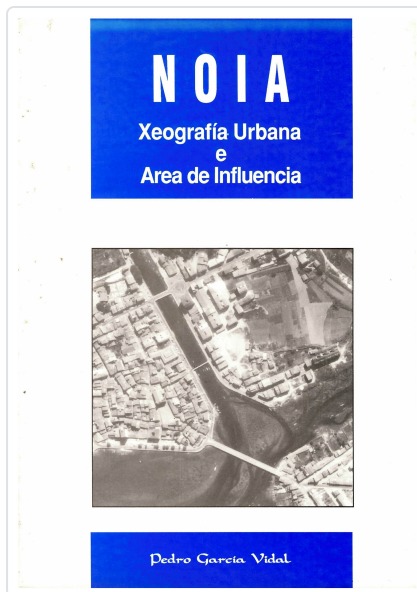 NOIA
Xeografía Urbana
e
Area de Influencia
Pedro García Vidal